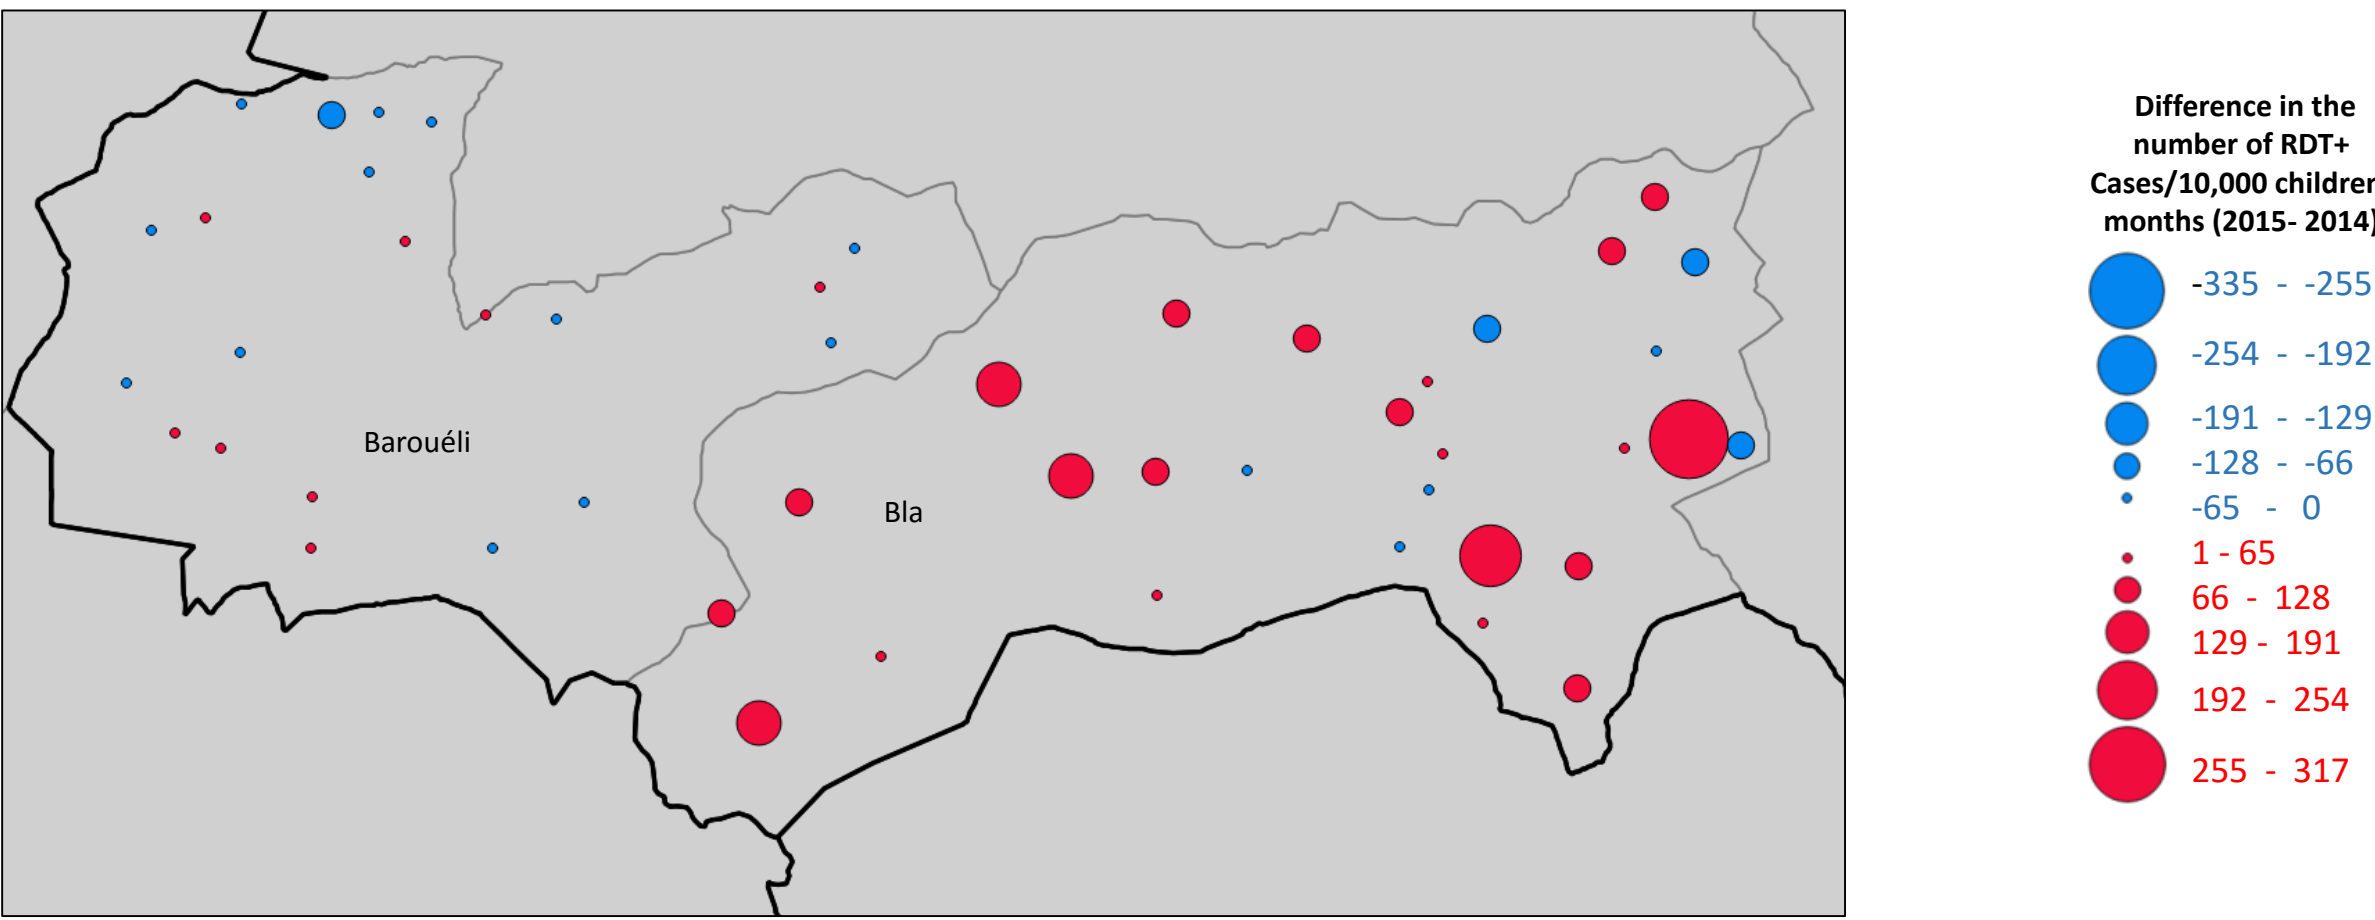 Barouéli
Bla
Difference in the
number of RDT+
Cases/10,000 children
months (2015- 2014)
-335 - -255
-254 - -192
-191 - -129
-128 - -66
-65 - 0
1 - 65
66 - 128
129 - 191
192 - 254
255 - 317